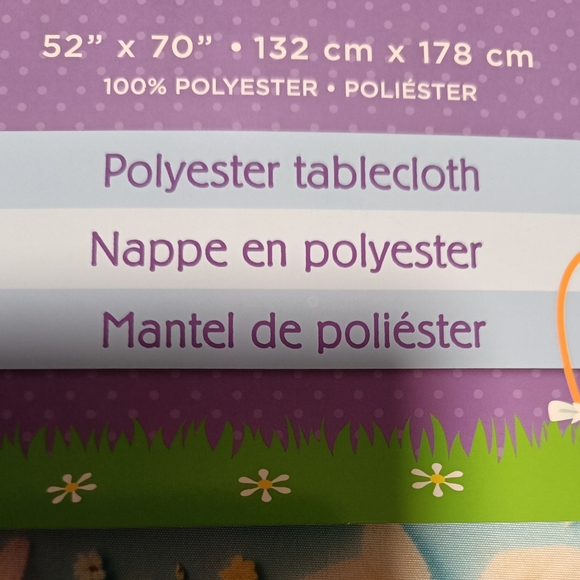 52” x 70” • 132 cm x 178 cm
100% POLYESTER • POLIÉSTER
Polyester tablecloth
Nappe en polyester
Mantel de poliéster